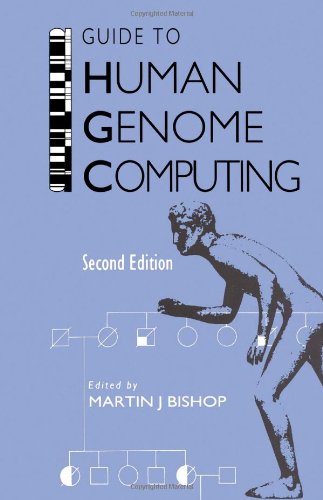 GUIDE TO
HUMAN
GENOME
COMPUTING
Second Edition
Edited by
MARTIN J BISHOP